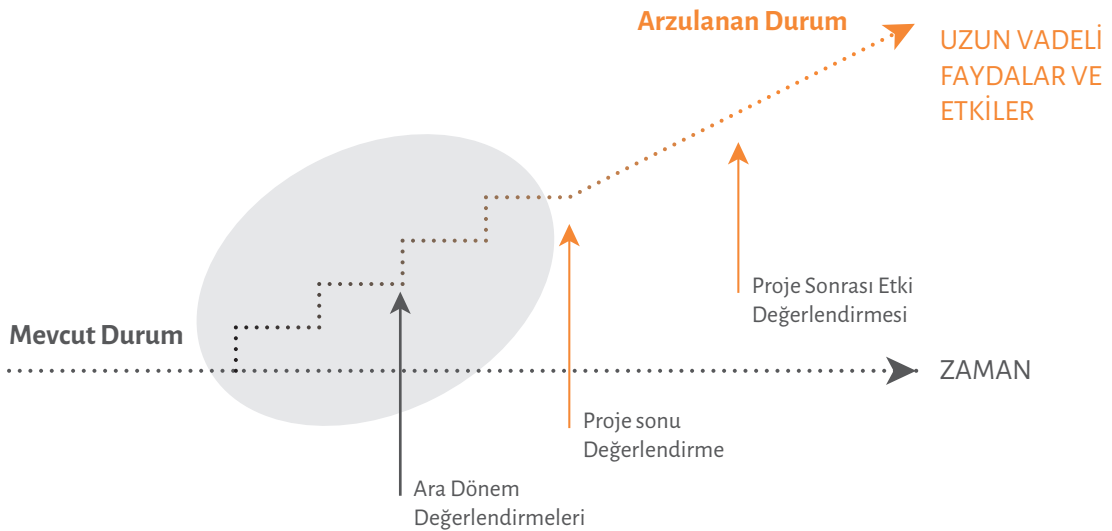 Arzulanan Durum
UZUN VADELİ
FAYDALAR VE
ETKİLER
Proje Sonrası Etki
Değerlendirmesi
Mevcut Durum
ZAMAN
Proje sonu
Değerlendirme
Ara Dönem
Değerlendirmeleri